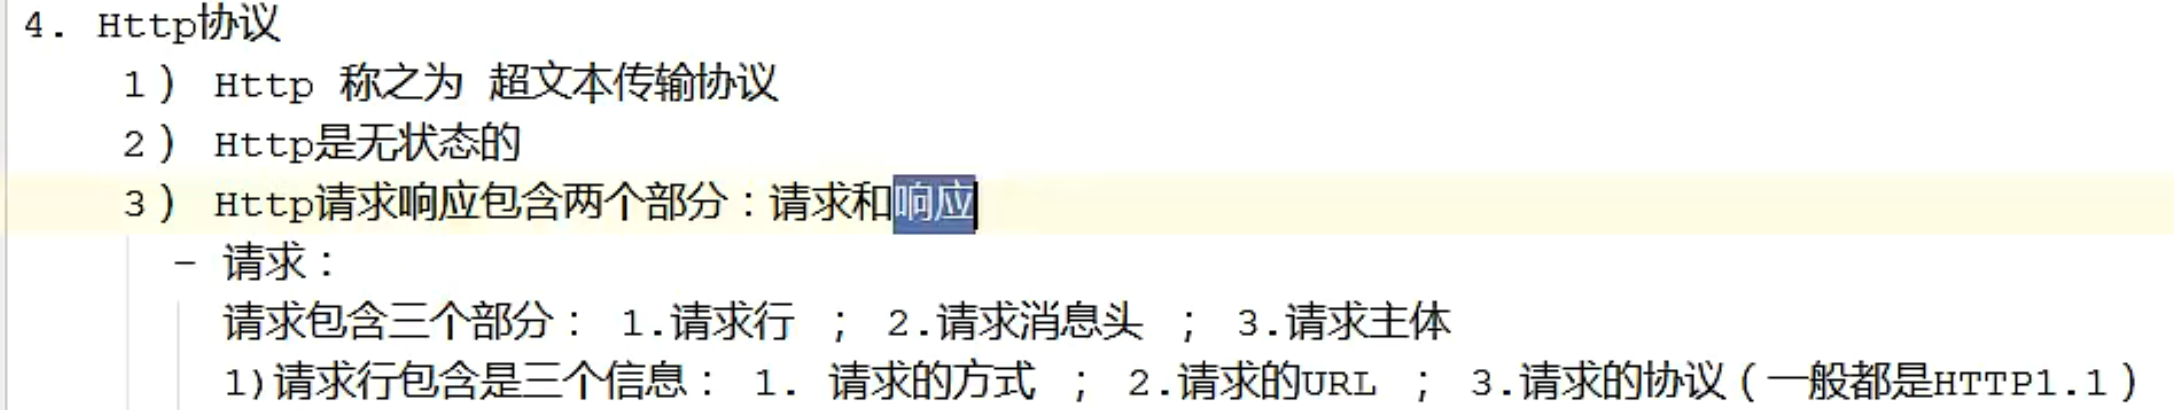 4. Http协议
1) Http 称之为 超文本传输协议
2) Http是无状态的
3) Http请求响应包含两个部分：请求和响应
- 请求：
请求包含三个部分： 1.请求行 ； 2.请求消息头 ； 3.请求主体
1)请求行包含是三个信息： 1. 请求的方式 ； 2.请求的URL ； 3.请求的协议（一般都是HTTP1.1）